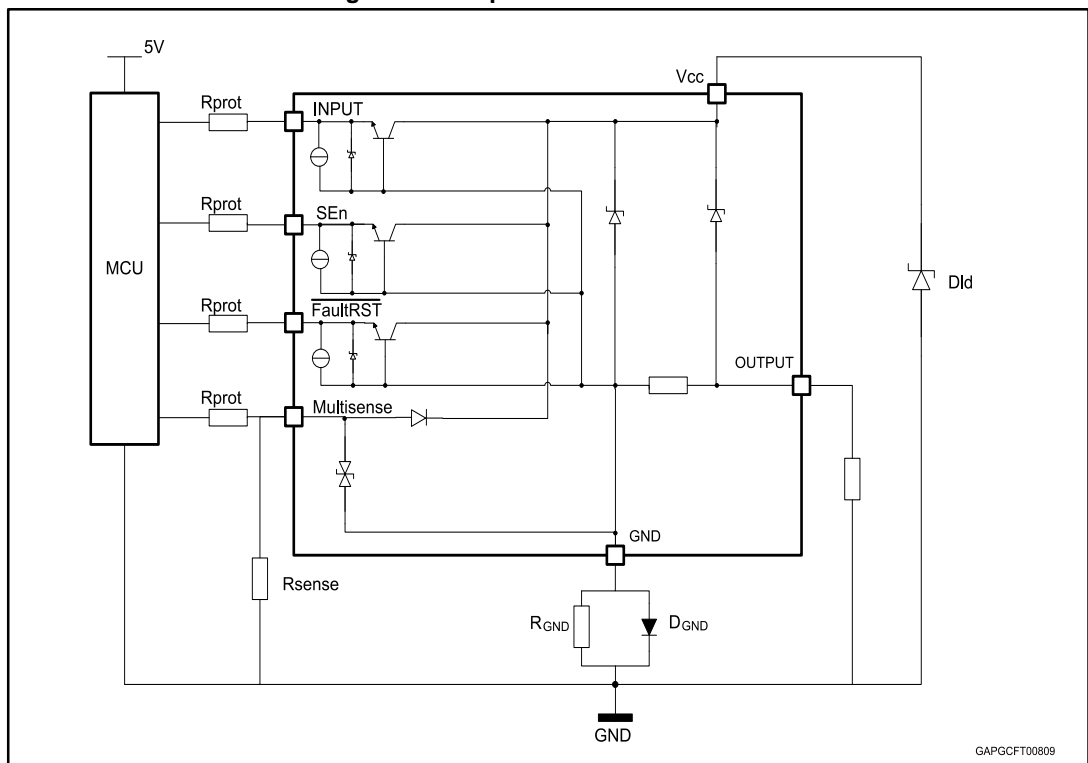 5V
Vcc
Rprot
INPUT
Rprot
SEn
MCU
Dld
Rprot
FaultRST
OUTPUT
Rprot
Multisense
GND
Rsense
RGND
DGND
GND
GAPGCFT00809